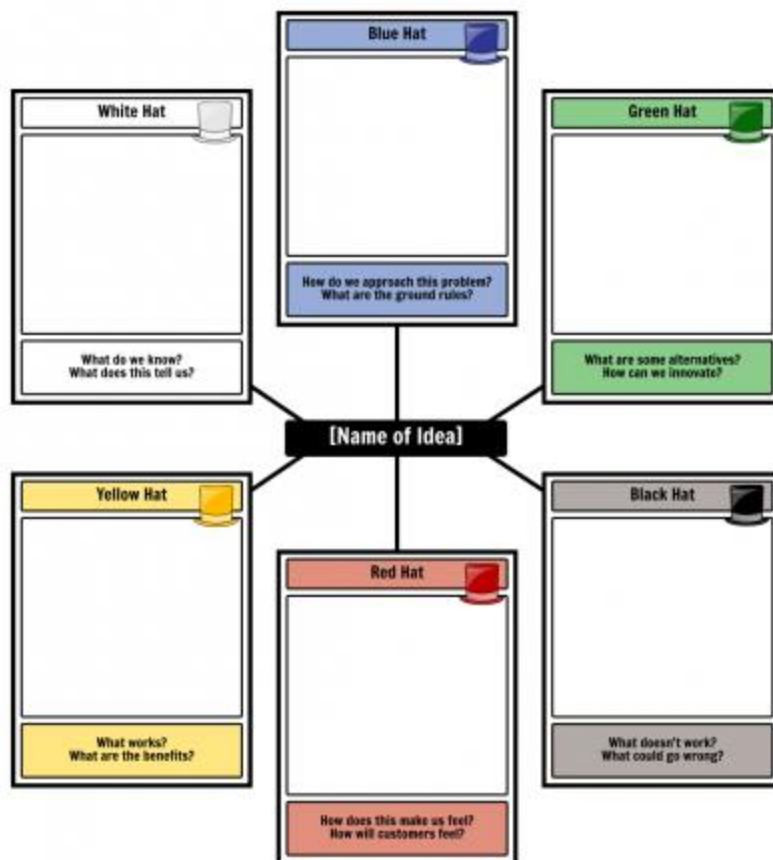 Blue Hat
How do we approach this problem?
What are the ground rules?
White Hat
What do we know?
What does this tell us?
Green Hat
What are some alternatives?
How can we innovate?
[Name of Idea]
Yellow Hat
What works?
What are the benefits?
Black Hat
What doesn't work?
What could go wrong?
Red Hat
How does this make us feel?
How will customers feel?